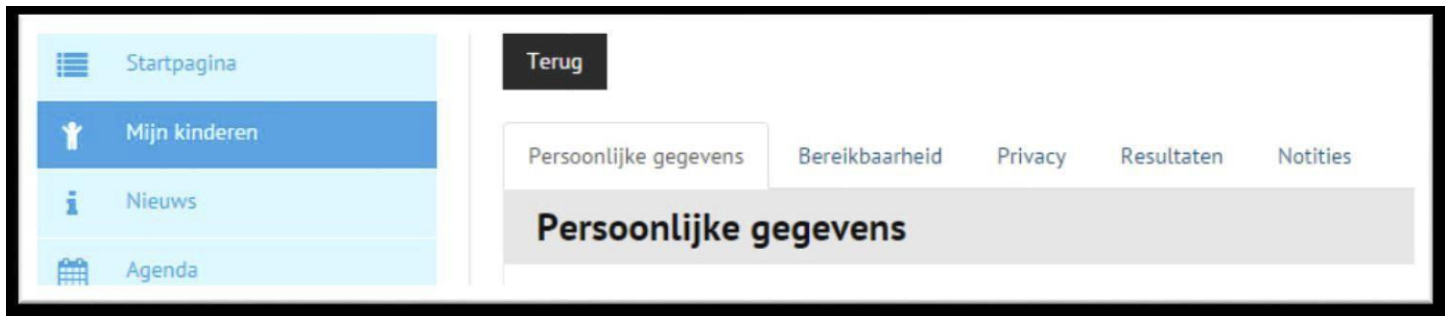 Startpagina
Mijn kinderen
Nieuws
Agenda
Terug
Persoonlijke gegevens Bereikbaarheid Privacy Resultaten Notities
Persoonlijke gegevens